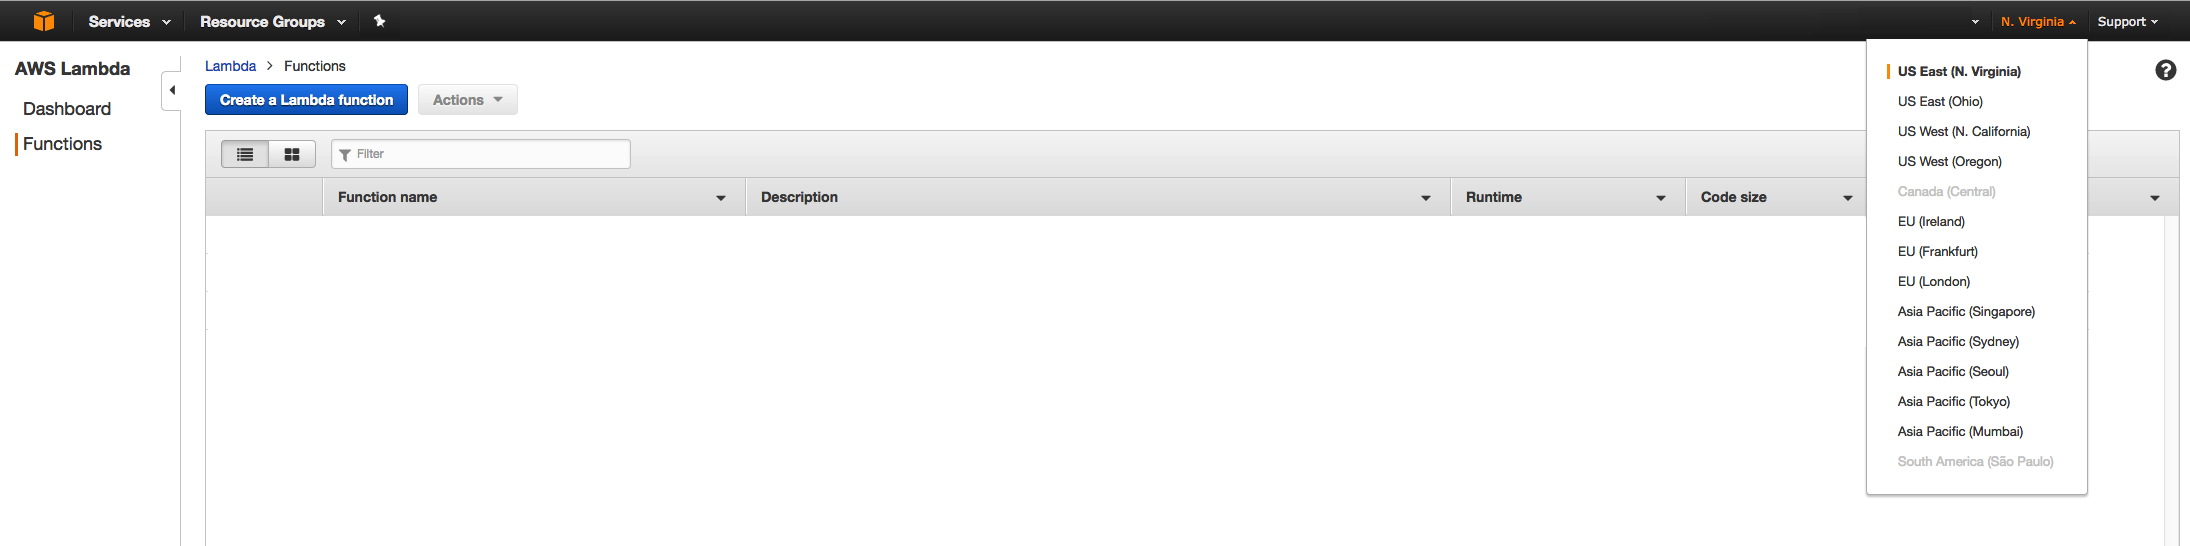 Services Resource Groups N. Virginia Support
AWS Lambda
Dashboard
Functions
Lambda > Functions
Create a Lambda function Actions
Filter
Function name Description Runtime Code size
US East (N. Virginia)
US East (Ohio)
US West (N. California)
US West (Oregon)
Canada (Central)
EU (Ireland)
EU (Frankfurt)
EU (London)
Asia Pacific (Singapore)
Asia Pacific (Sydney)
Asia Pacific (Seoul)
Asia Pacific (Tokyo)
Asia Pacific (Mumbai)
South America (São Paulo)